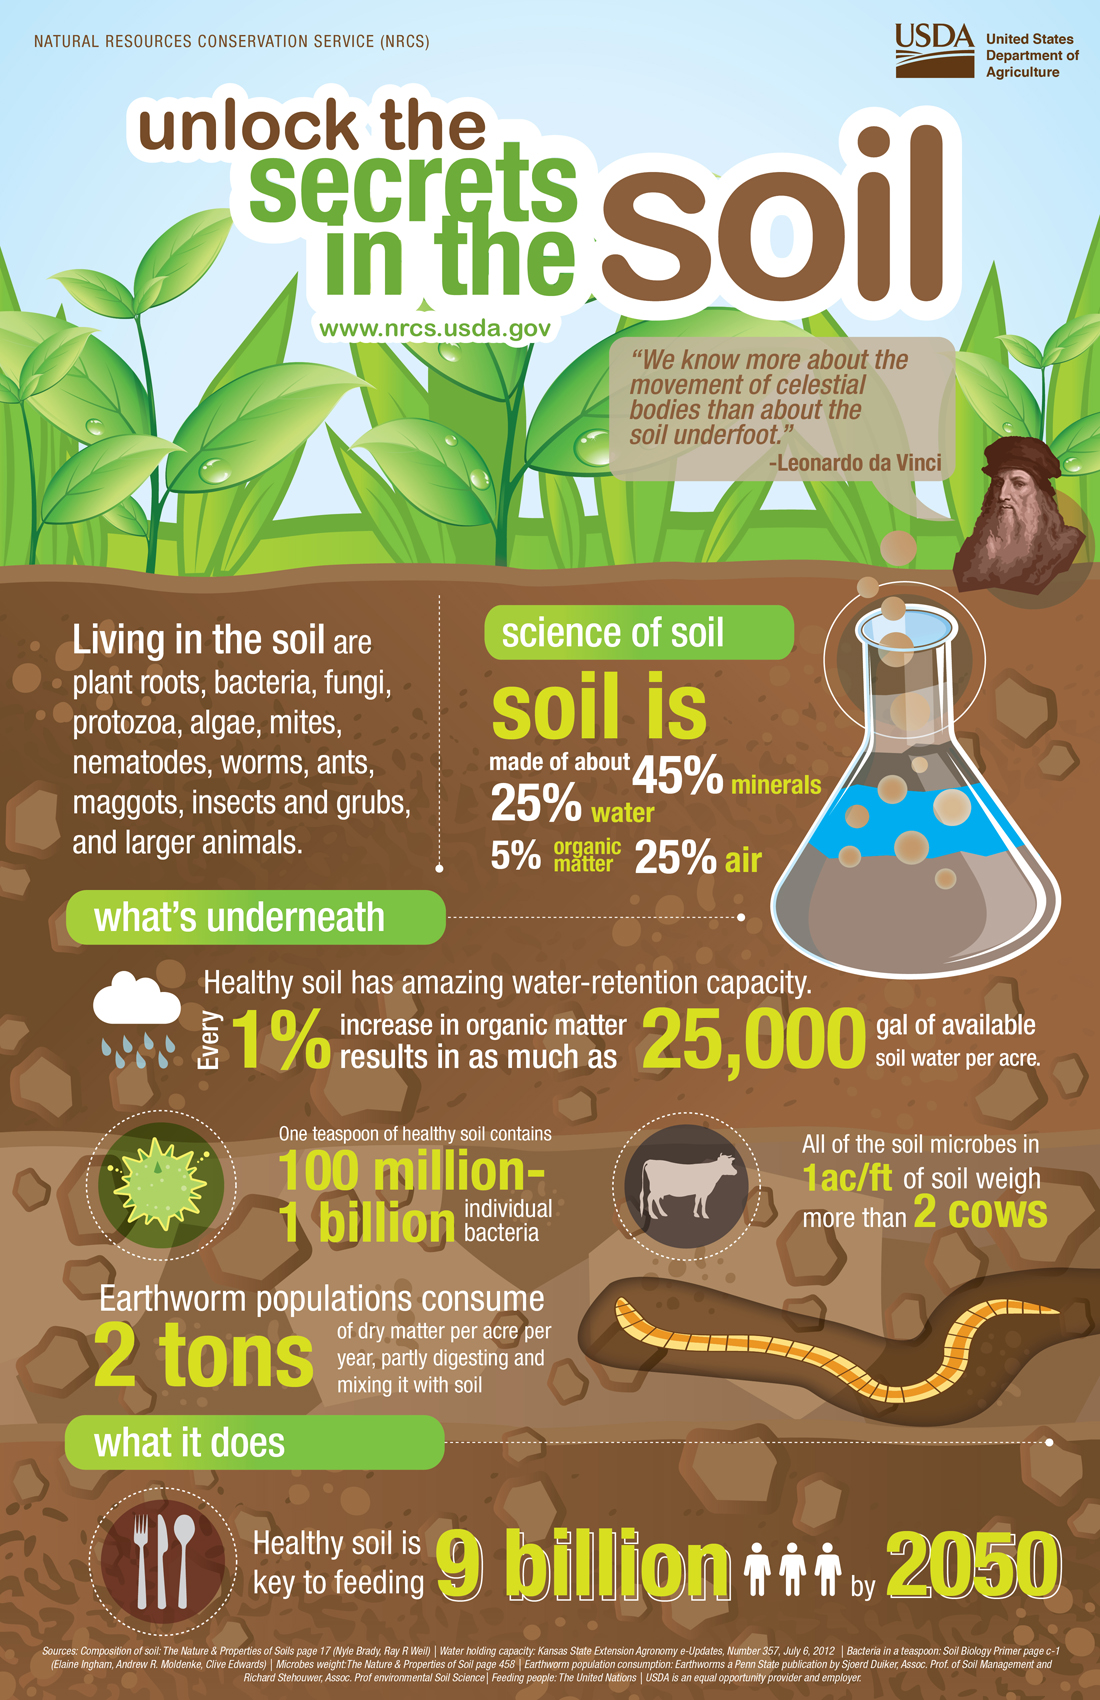 NATURAL RESOURCES CONSERVATION SERVICE (NRCS)
USDA
United States
Department of
Agriculture
unlock the
secrets
in the
soil
www.nrcs.usda.gov
“We know more about the
movement of celestial
bodies than about the
soil underfoot.”
-Leonardo da Vinci
Living in the soil are
plant roots, bacteria, fungi,
protozoa, algae, mites,
nematodes, worms, ants,
maggots, insects and grubs,
and larger animals.
science of soil
soil is
made of about 45% minerals
25% water
5% organic matter 25% air
what’s underneath
Healthy soil has amazing water-retention capacity.
Every 1% increase in organic matter
results in as much as 25,000 gal of available
soil water per acre.
One teaspoon of healthy soil contains
100 million-
1 billion individual
bacteria
All of the soil microbes in
1ac/ft of soil weigh
more than 2 cows
Earthworm populations consume
2 tons of dry matter per acre per
year, partly digesting and
mixing it with soil
what it does
Healthy soil is
key to feeding 9 billion by 2050
Sources: Composition of soil: The Nature & Properties of Soils page 17 (Nyle Brady, Ray R Weil) | Water holding capacity: Kansas State Extension Agronomy e-Updates, Number 357, July 6, 2012 | Bacteria in a teaspoon: Soil Biology Primer page c-1
(Elaine Ingham, Andrew R. Moldenke, Clive Edwards) | Microbes weight:The Nature & Properties of Soil page 458 | Earthworm population consumption: Earthworms a Penn State publication by Sjoerd Duiker, Assoc. Prof. of Soil Management and
Richard Stehouwer, Assoc. Prof environmental Soil Science| Feeding people: The United Nations | USDA is an equal opportunity provider and employer.